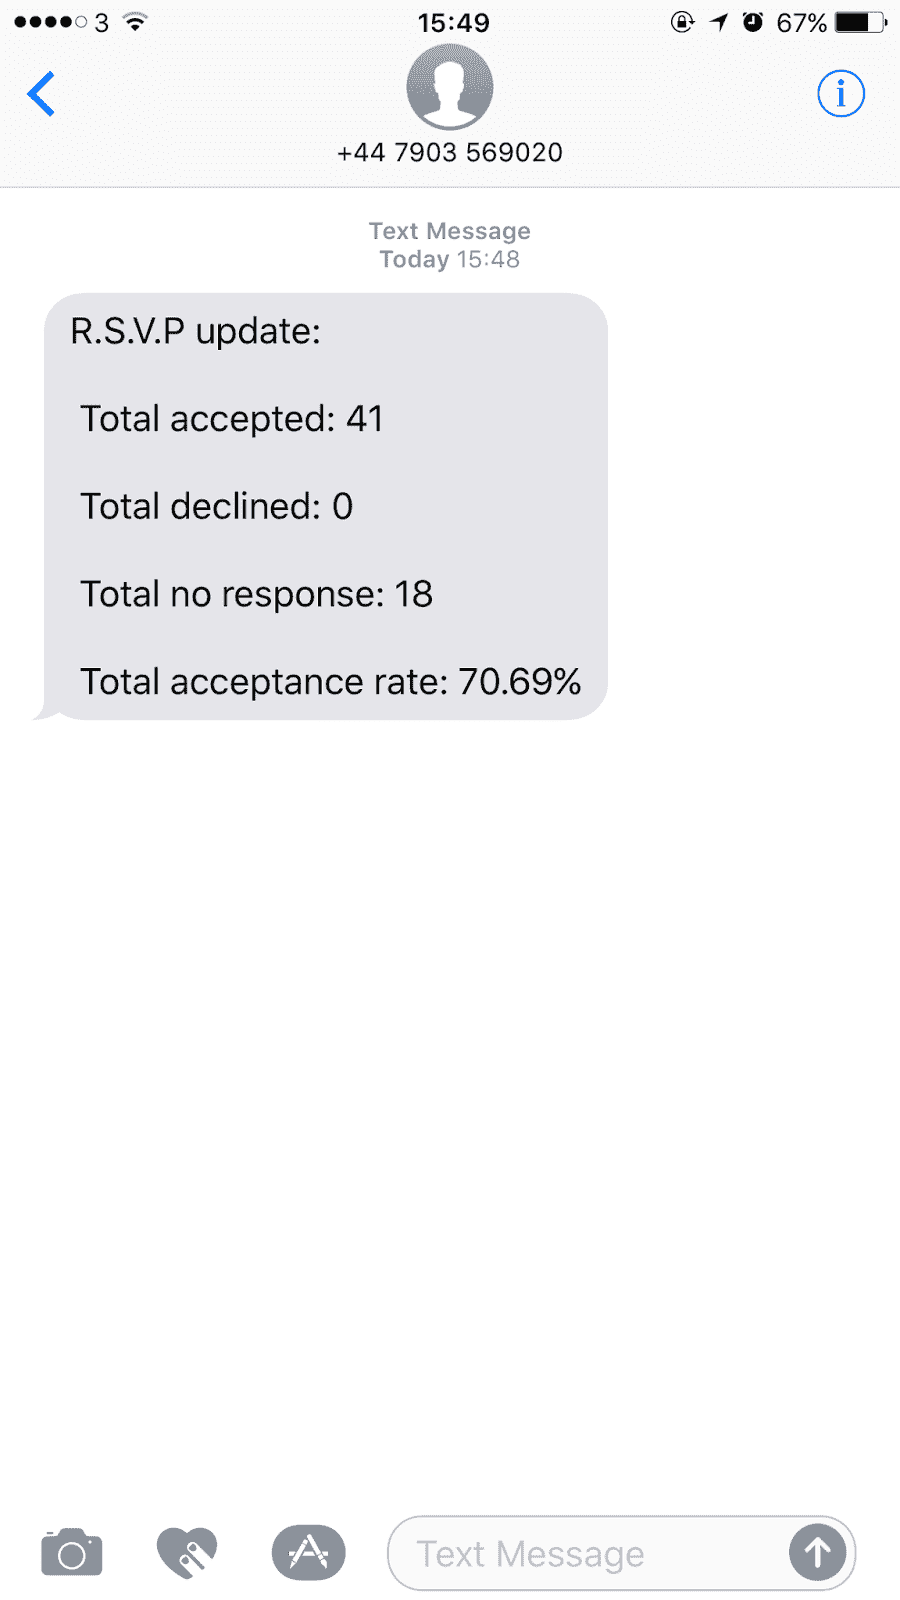 3 15:49 67%
+44 7903 569020
Text Message
Today 15:48
R.S.V.P update:
Total accepted: 41
Total declined: 0
Total no response: 18
Total acceptance rate: 70.69%
Text Message